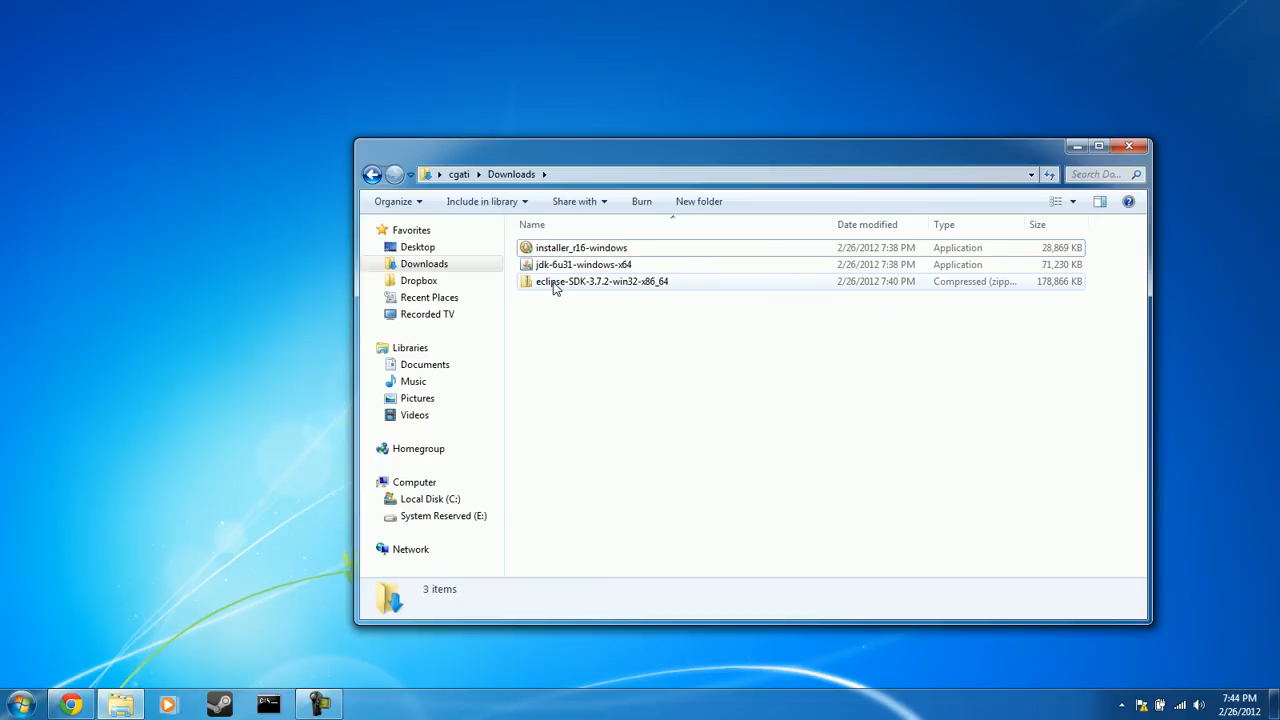 cgati Downloads Search Do...
Organize Include in library Share with Burn New folder
Favorites
Desktop
Downloads
Dropbox
Recent Places
Recorded TV
Libraries
Documents
Music
Pictures
Videos
Homegroup
Computer
Local Disk (C:)
System Reserved (E:)
Network
Name Date modified Type Size
installer_r16-windows 2/26/2012 7:38 PM Application 28,869 KB
jdk-6u31-windows-x64 2/26/2012 7:38 PM Application 71,230 KB
eclipse-SDK-3.7.2-win32-x86_64 2/26/2012 7:40 PM Compressed (zipp... 178,866 KB
3 items
7:44 PM
2/26/2012